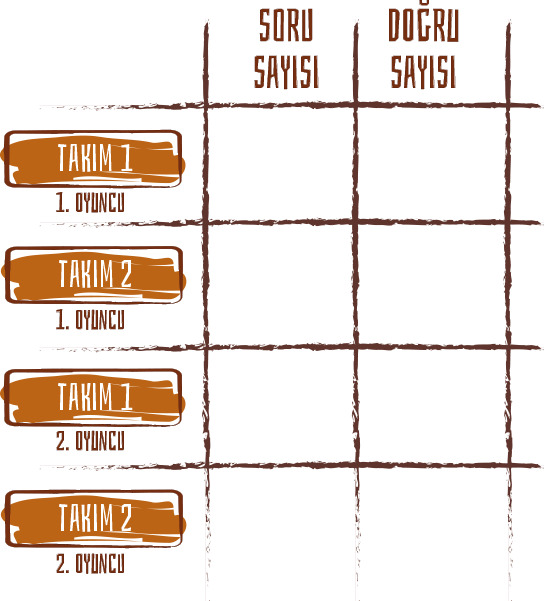 SORU
SAYISI
DOĞRU
SAYISI
TAKIM 1
1. OYUNCU
TAKIM 2
1. OYUNCU
TAKIM 1
2. OYUNCU
TAKIM 2
2. OYUNCU